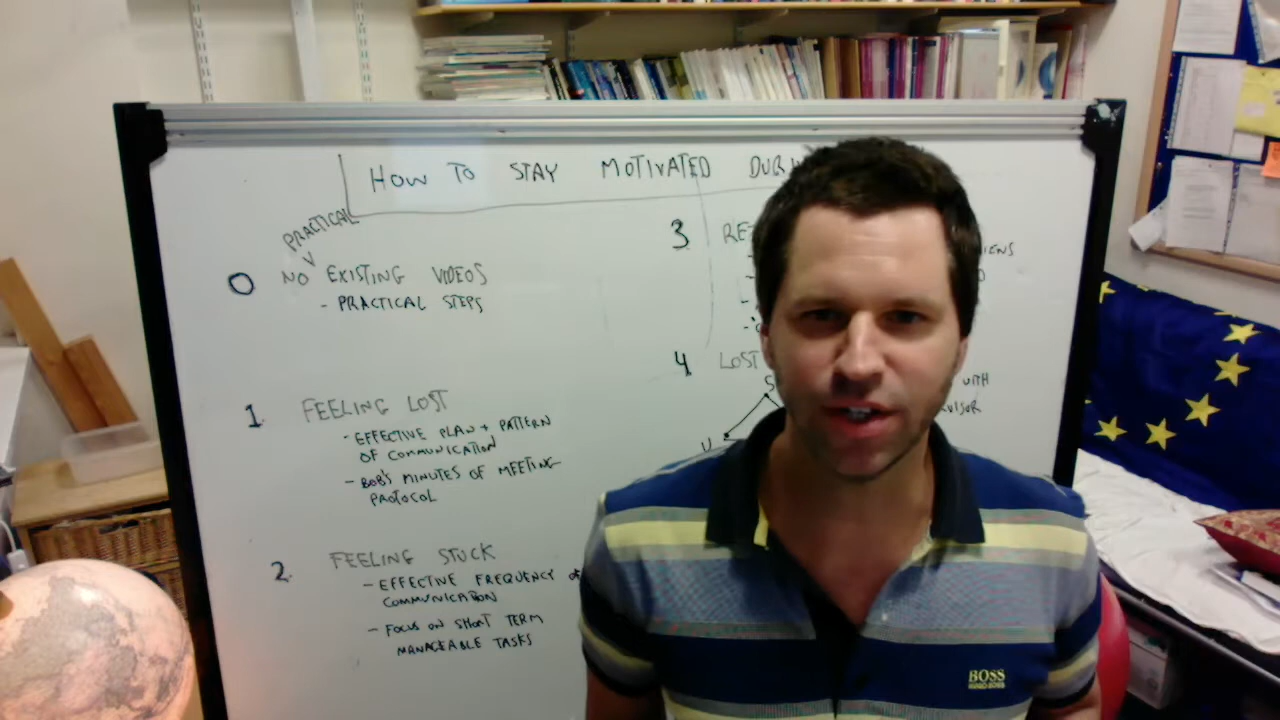 HOW TO STAY MOTIVATED
PRACTICAL
0 NO EXISTING VIDEOS
- PRACTICAL STEPS
1. FEELING LOST
- EFFECTIVE PLAN + PATTERN
OF COMMUNICATION
- BOB'S MINUTES OF MEETING
PROTOCOL
2. FEELING STUCK
- EFFECTIVE FREQUENCY OF
COMMUNICATION
- FOCUS ON SHORT TERM
MANAGEABLE TASKS
3
4 LOST
S
U
BOSS
HUGO BOSS